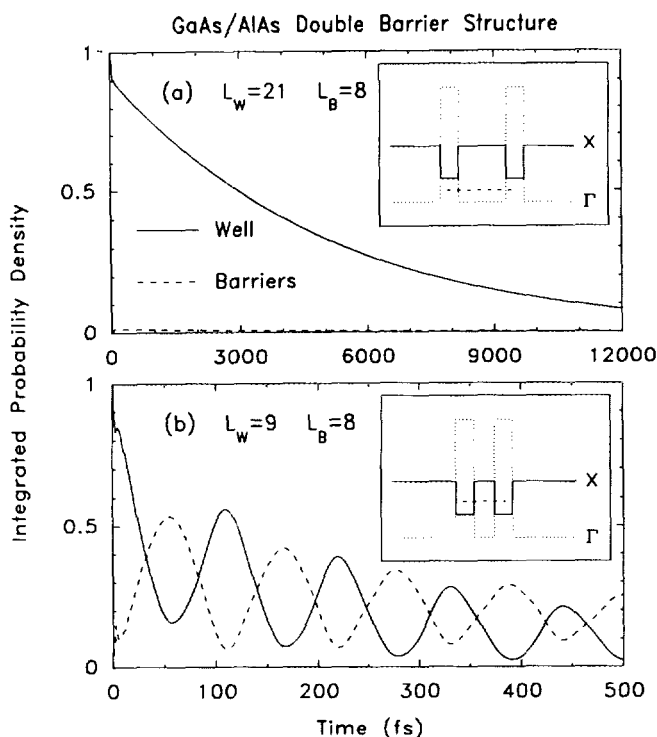 GaAs/AlAs Double Barrier Structure
Integrated Probability Density
1
0.5
0
(a) L_W=21 L_B=8
X
Γ
Well
Barriers
0 3000 6000 9000 12000
1
0.5
0
(b) L_W=9 L_B=8
X
Γ
0 100 200 300 400 500
Time (fs)